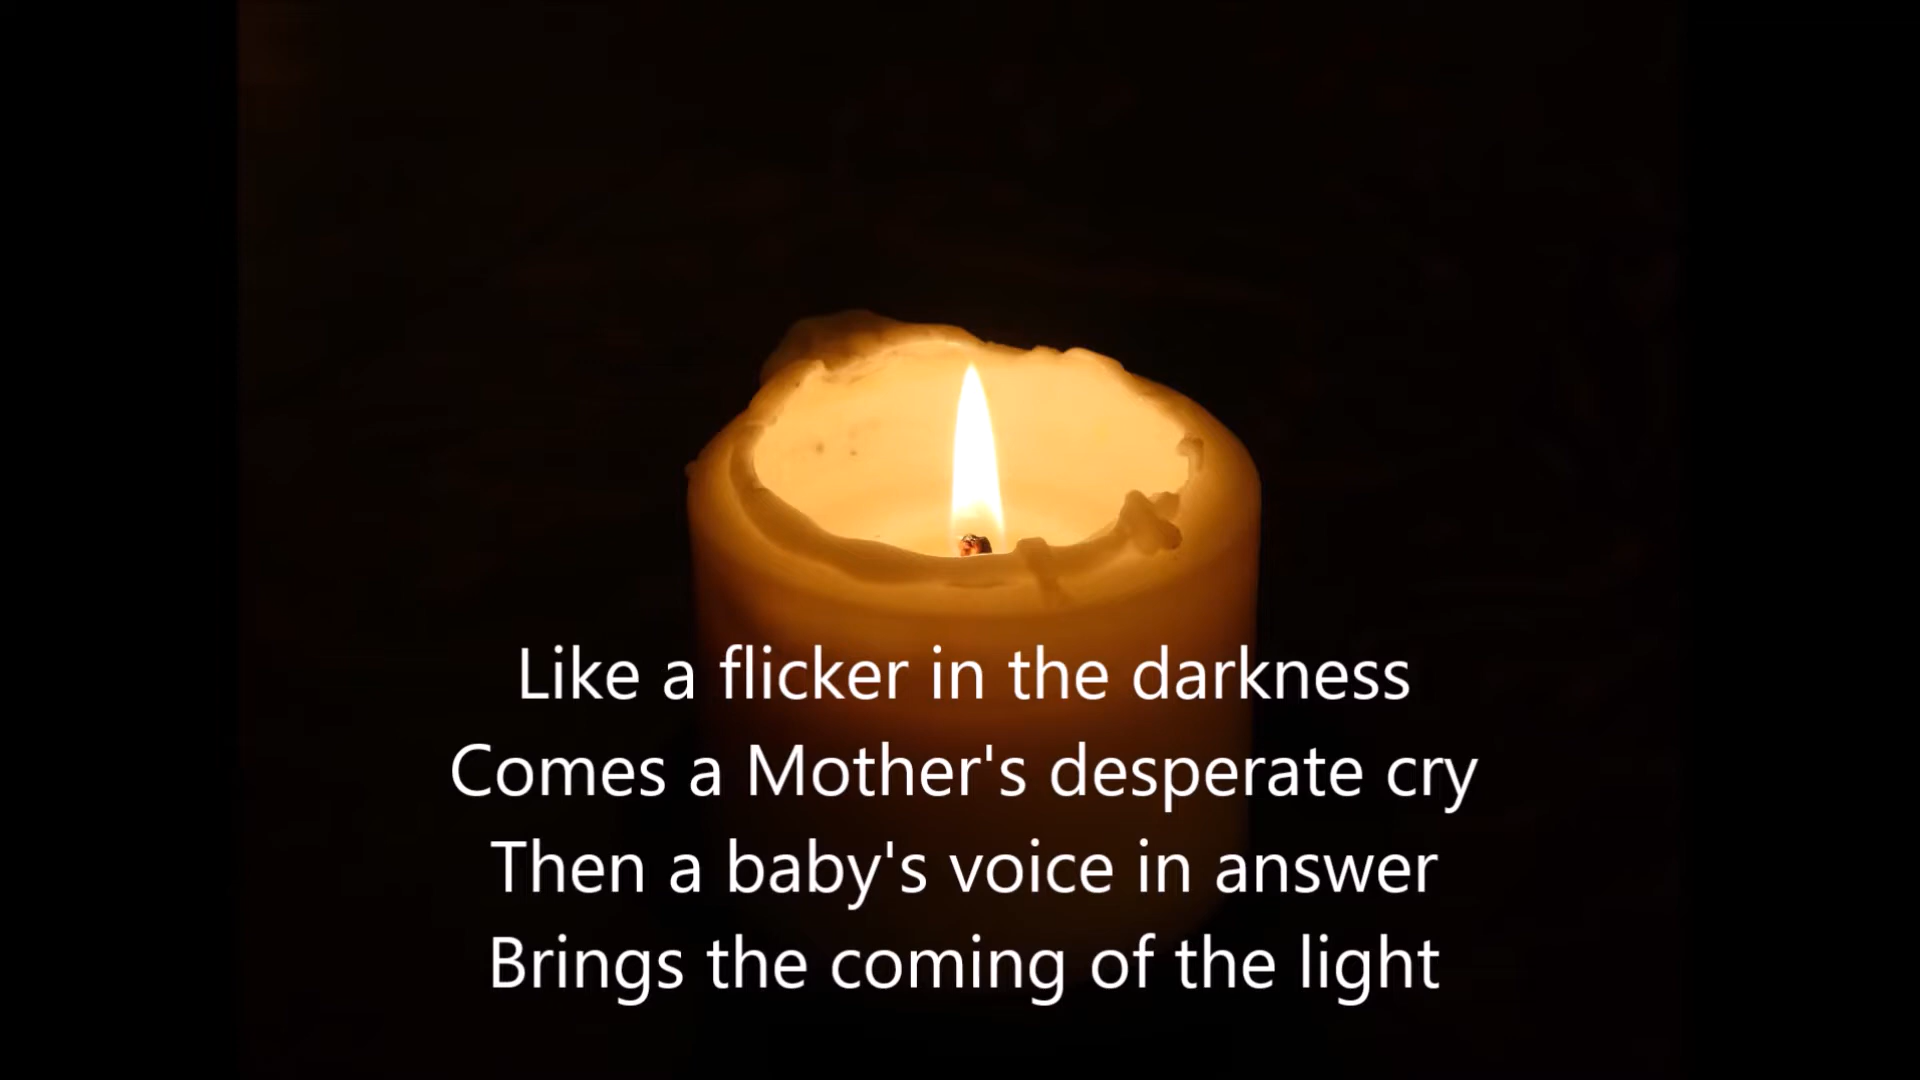 Like a flicker in the darkness
Comes a Mother's desperate cry
Then a baby's voice in answer
Brings the coming of the light